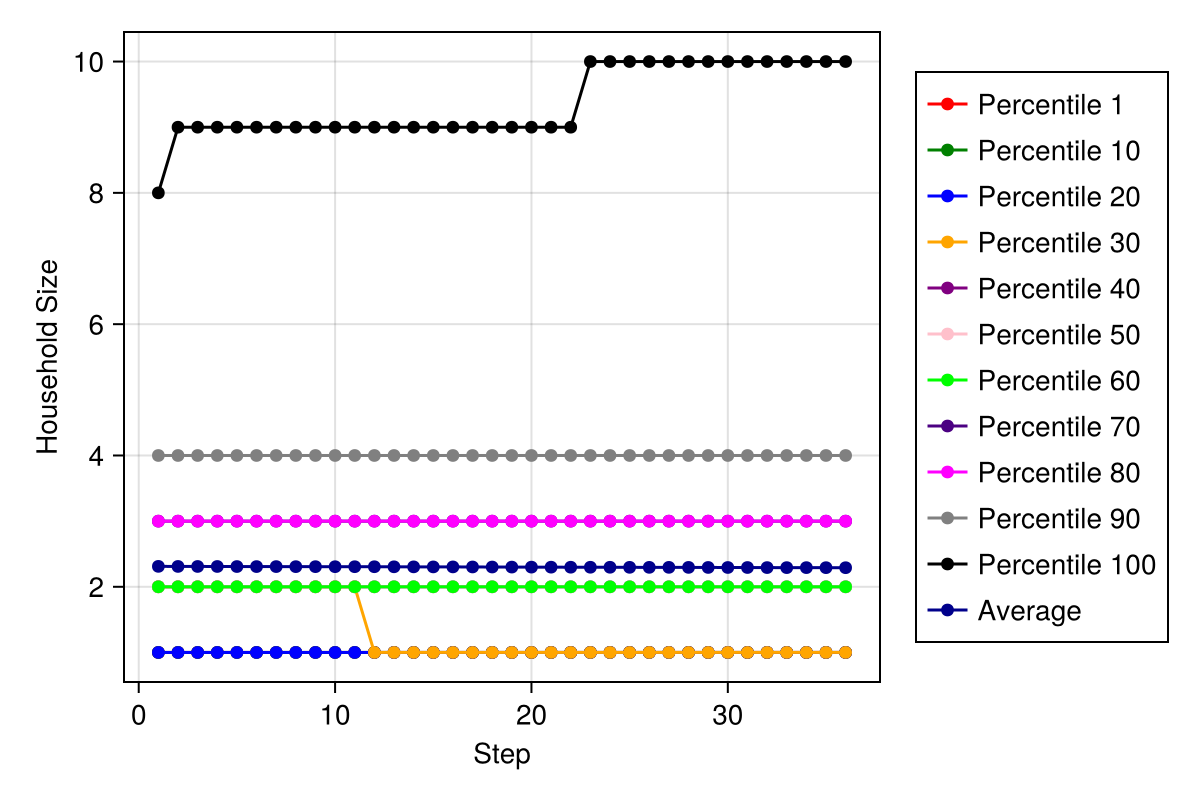 10
8
6
4
2
Household Size
0 10 20 30
Step
Percentile 1
Percentile 10
Percentile 20
Percentile 30
Percentile 40
Percentile 50
Percentile 60
Percentile 70
Percentile 80
Percentile 90
Percentile 100
Average